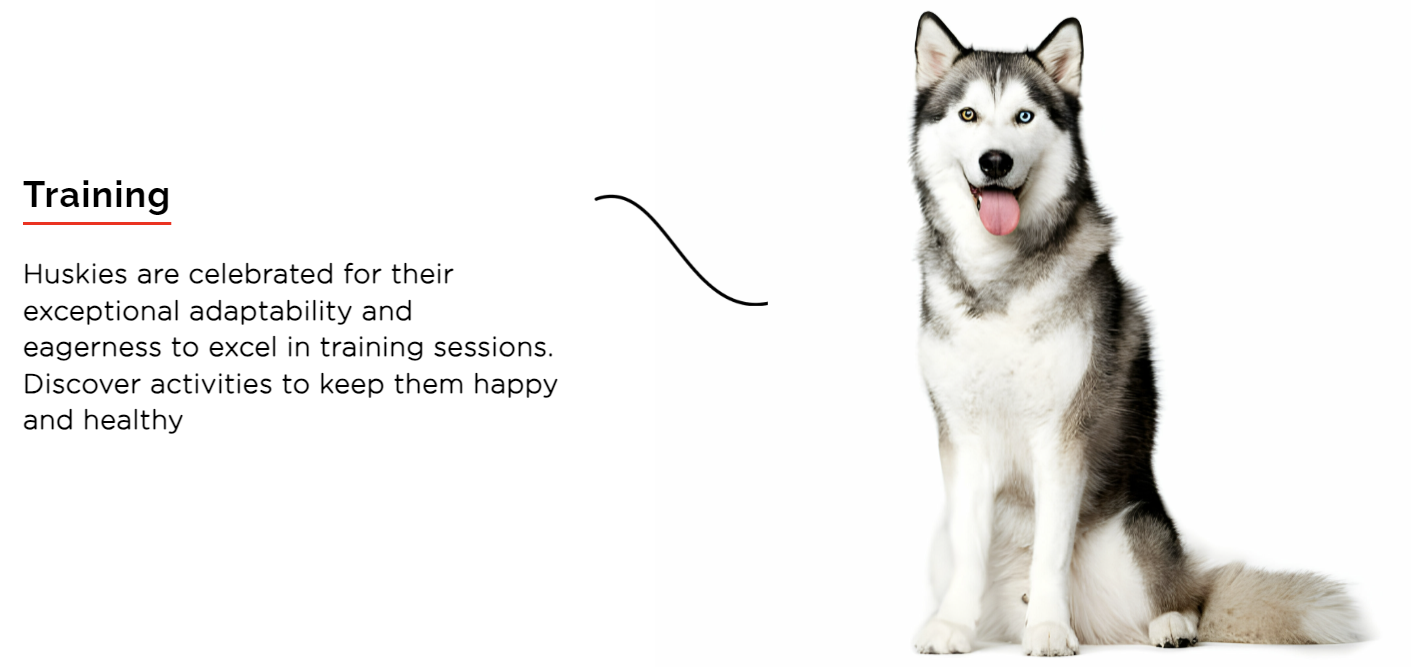 Training
Huskies are celebrated for their
exceptional adaptability and
eagerness to excel in training sessions.
Discover activities to keep them happy
and healthy